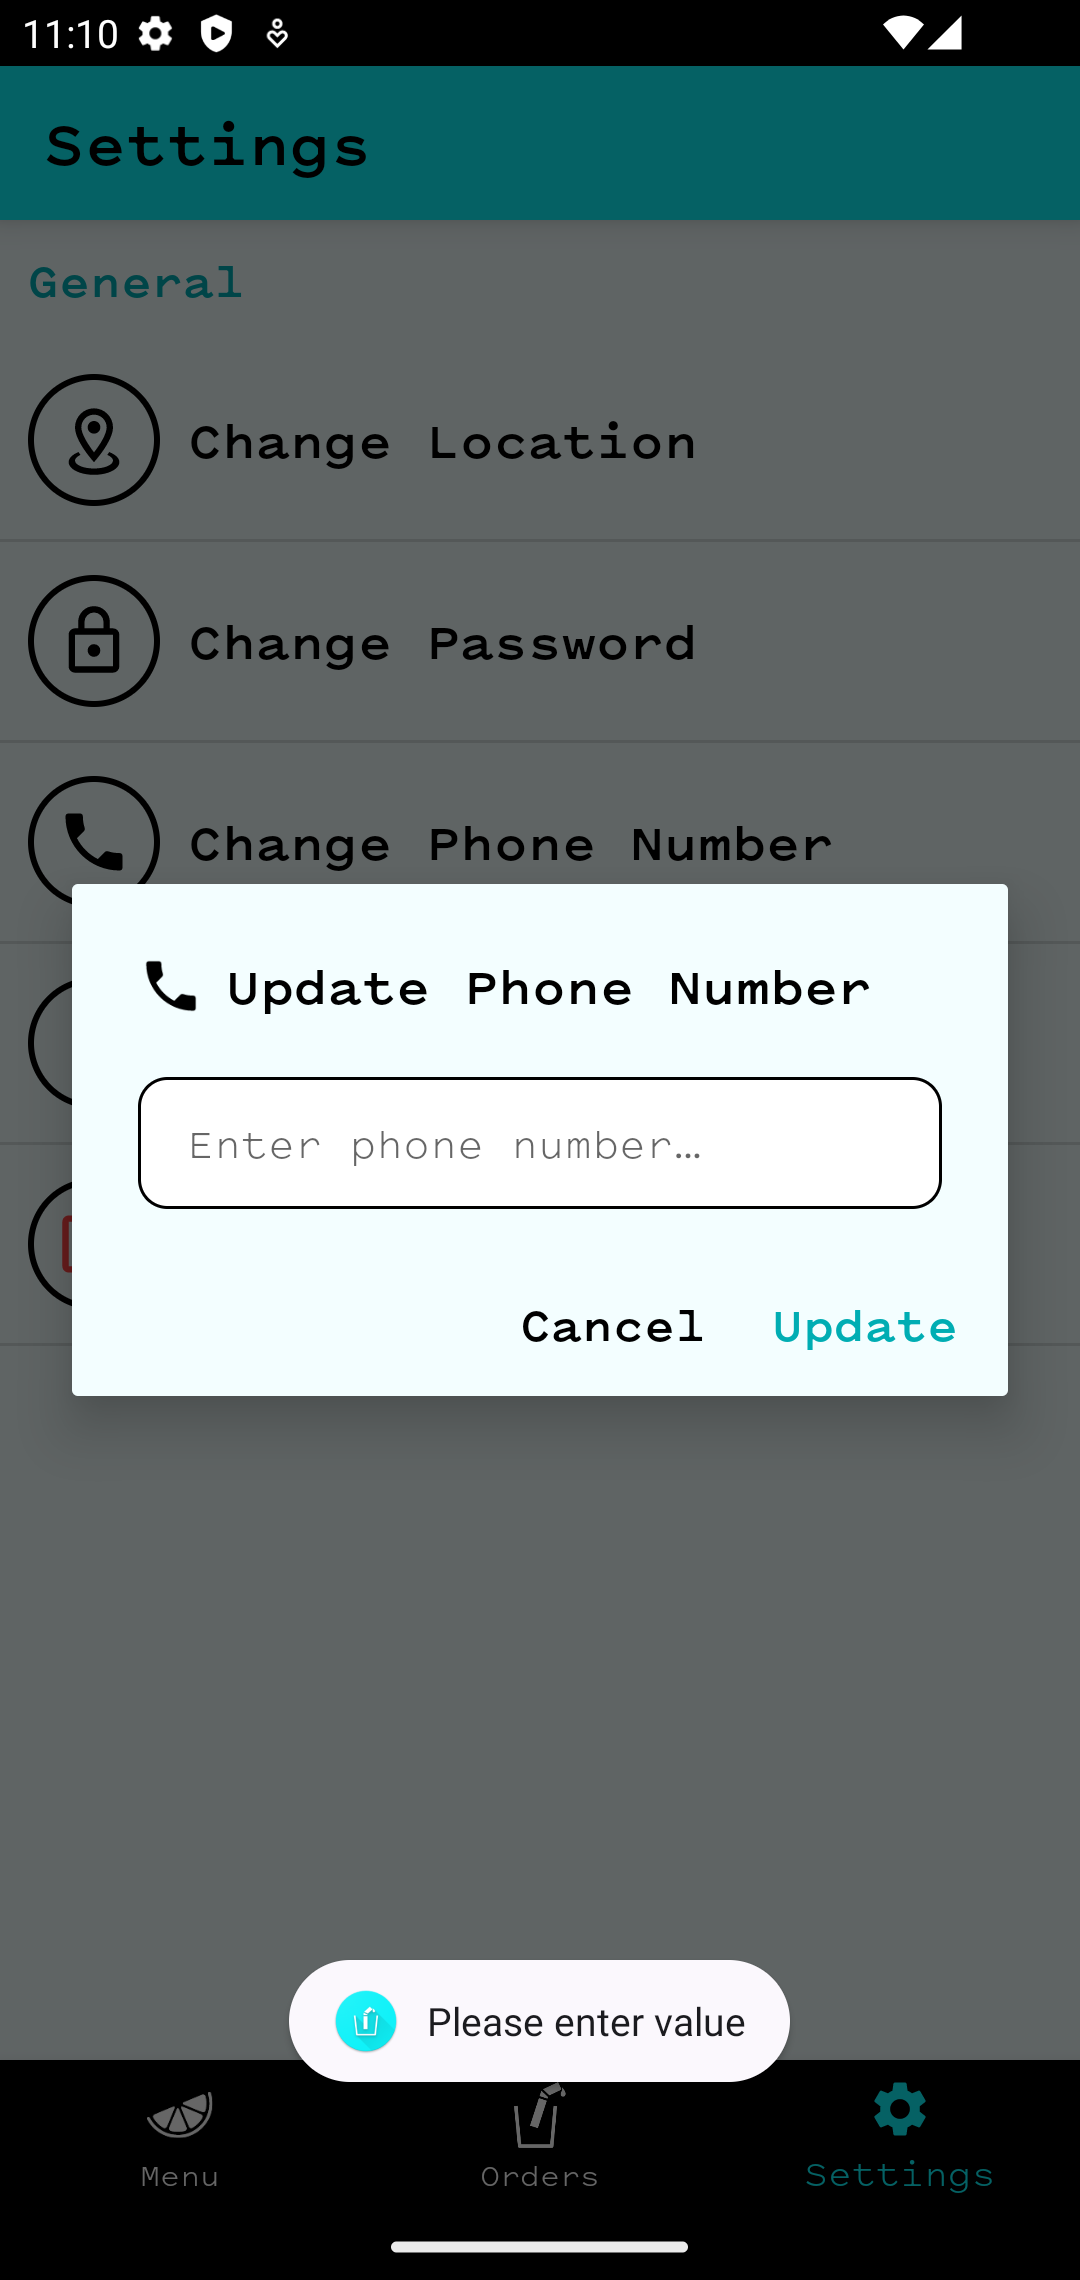 11:10
Settings
General
Change Location
Change Password
Change Phone Number
Update Phone Number
Enter phone number…
Cancel
Update
Please enter value
Menu
Orders
Settings